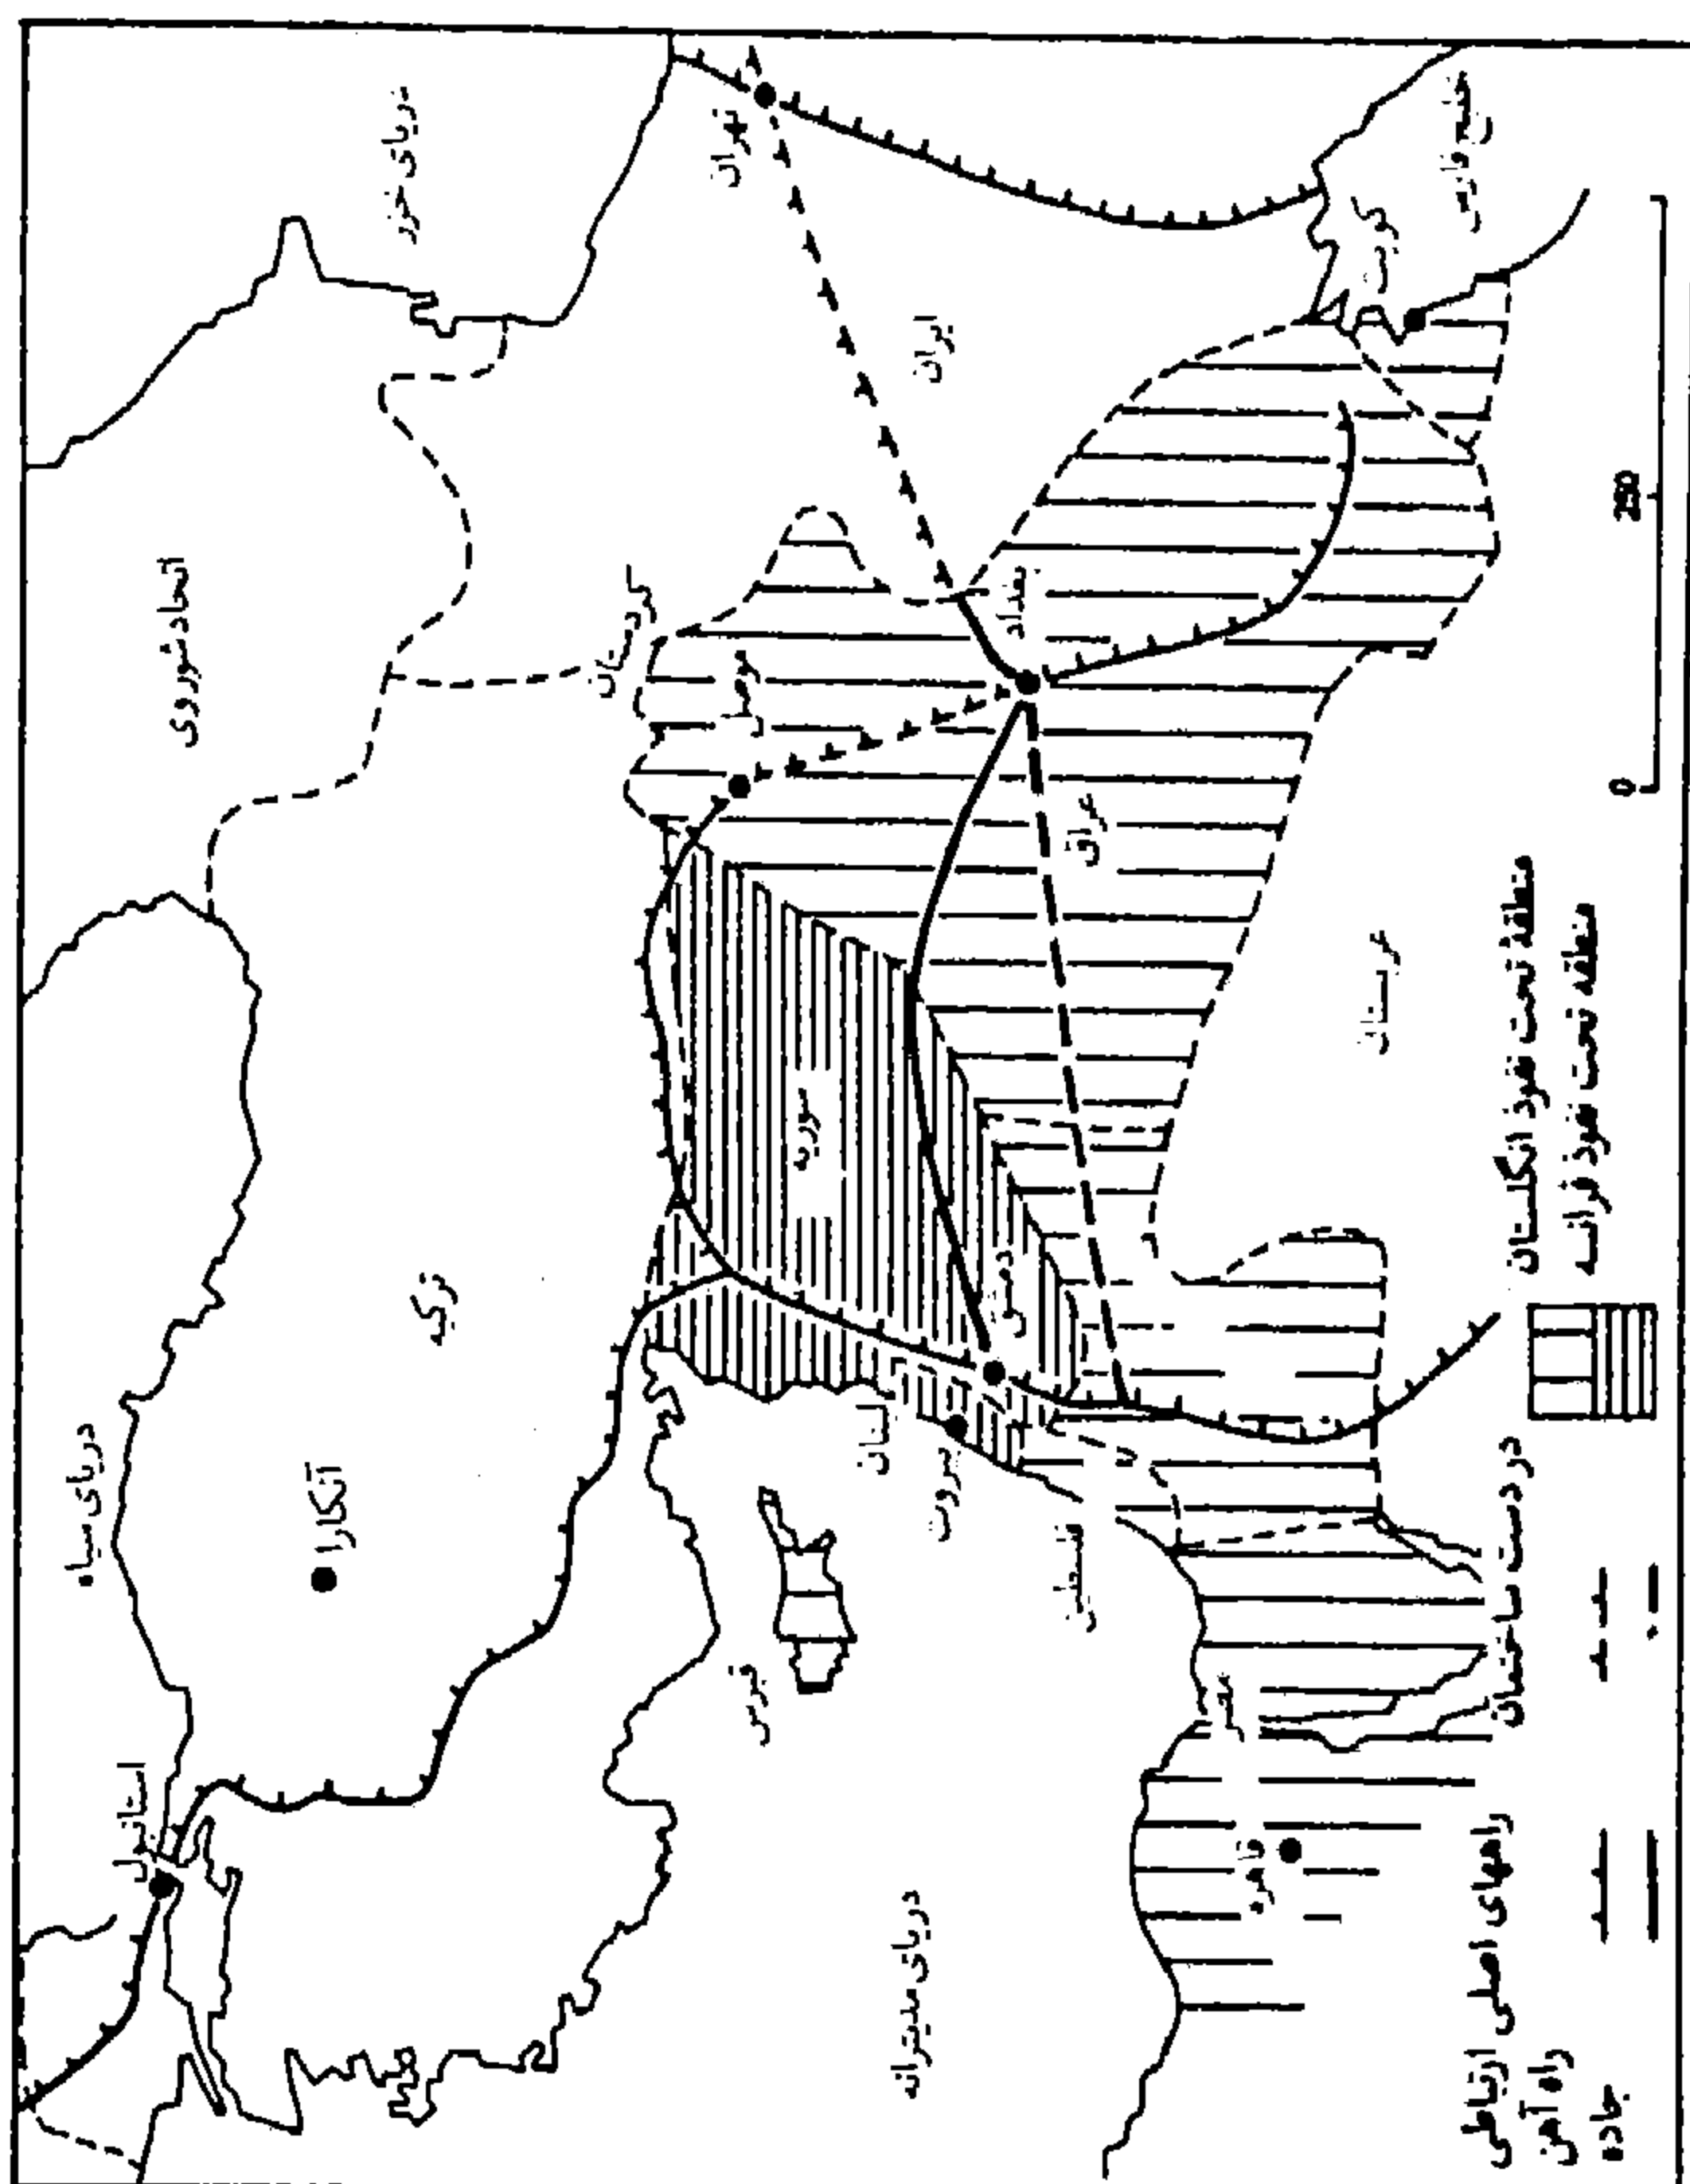 دریای سیاه
اتحاد شوروی
دریای خزر
استانبول
آنکارا
ترکیه
کردستان
موصل
تهران
ایران
سوریه
لبنان
بیروت
دمشق
بغداد
عراق
قبرس
دریای مدیترانه
فلسطین
مصر
قاهره
عربستان
کویت
خلیج فارس
راههای اصلی ارتباطی
در دست ساختمان
راه آهن
جاده
منطقهٔ تحت نفوذ انگلستان
منطقه تحت نفوذ فرانسه
0